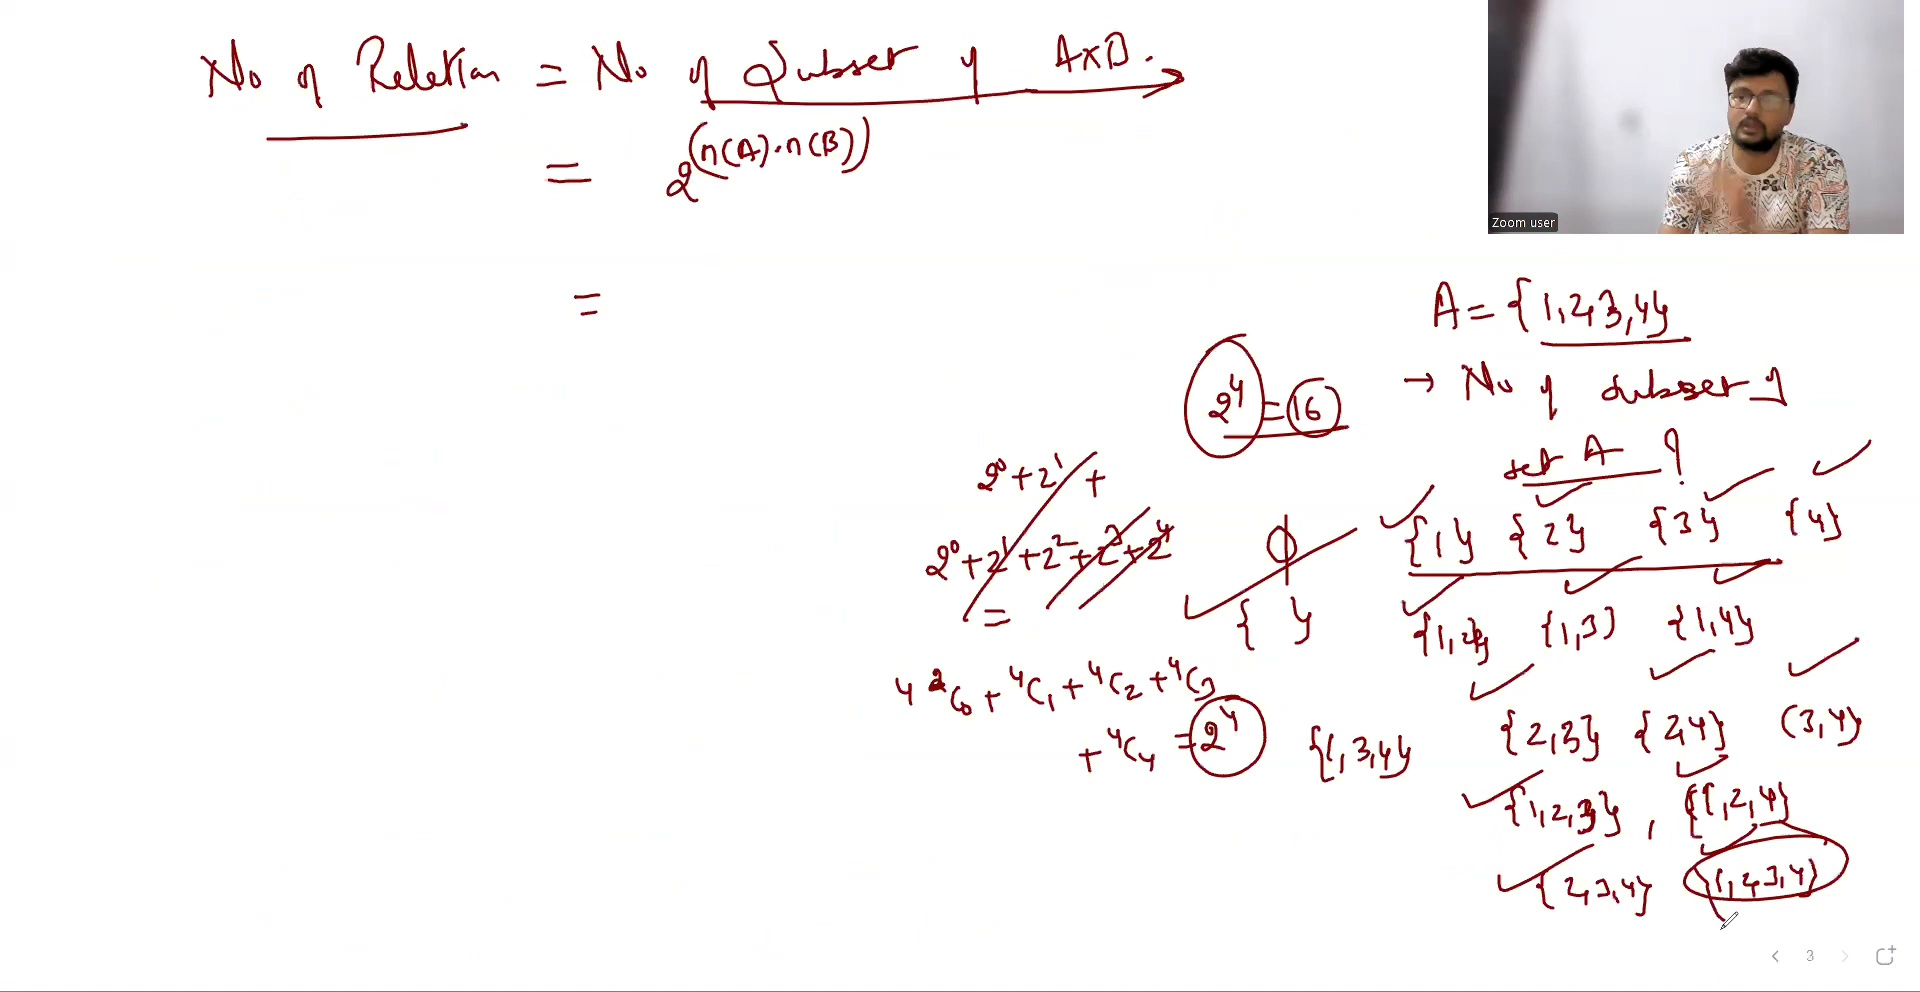 No of Relation = No of Subset of A×B.
= 2^(n(A)·n(B))
=
Zoom user
A = {1,2,3,4}
→ No of subset of
set A ?
2^4 = 16
2^0 + 2^1 +
2^0 + 2^1 + 2^2 + 2^3 + 2^4
=
ϕ
{ }
{1} {2} {3} {4}
{1,2} {1,3} {1,4}
{2,3} {2,4} (3,4}
4C0 + 4C1 + 4C2 + 4C3
+ 4C4 = 2^4
{1,3,4}
{1,2,3} , {1,2,4}
{2,3,4} {1,2,3,4}
3